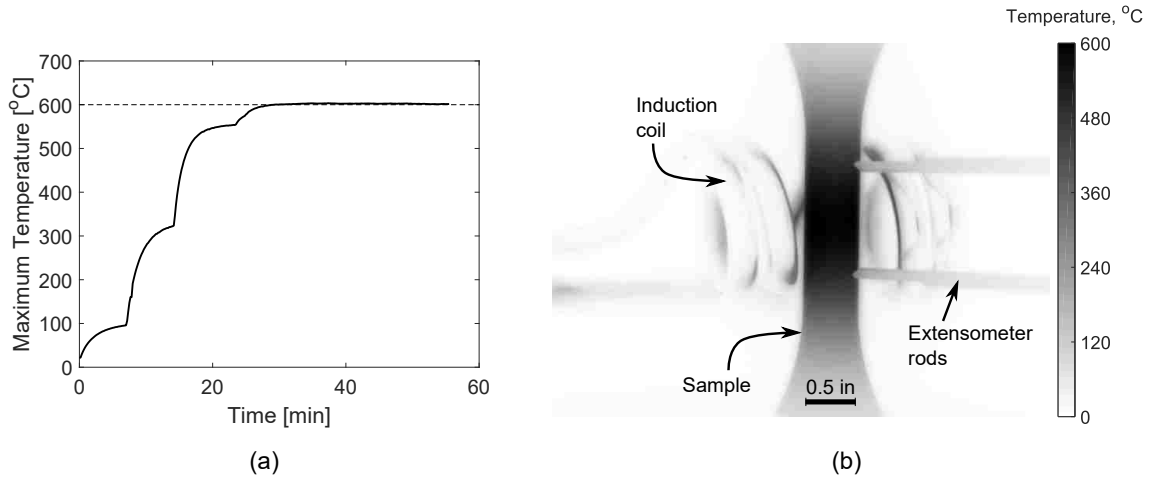 Maximum Temperature [°C]
700
600
500
400
300
200
100
0
0
20
40
60
Time [min]
(a)
Temperature, °C
600
480
360
240
120
0
Induction
coil
Extensometer
rods
Sample
0.5 in
(b)